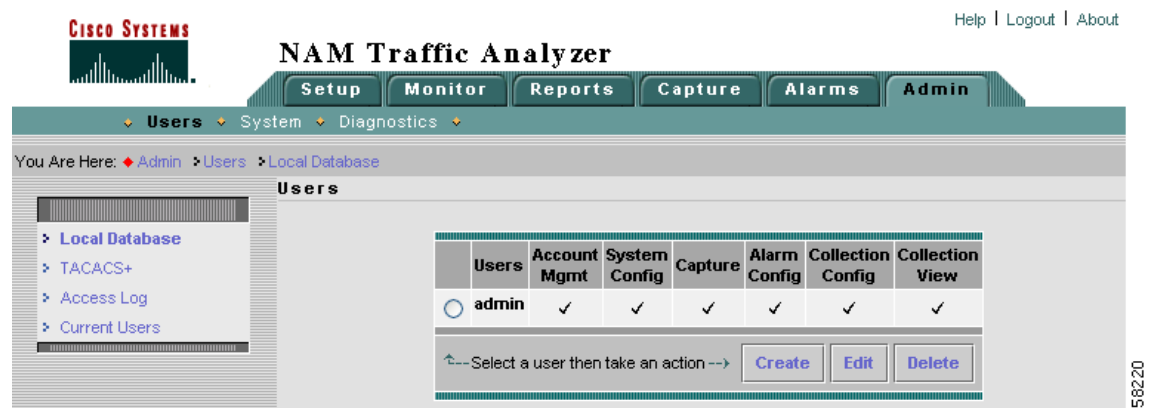 Help | Logout | About
CISCO SYSTEMS
NAM Traffic Analyzer
Setup Monitor Reports Capture Alarms Admin
Users System Diagnostics
You Are Here: Admin Users Local Database
Users
Local Database
TACACS+
Access Log
Current Users
Users Account Mgmt System Config Capture Alarm Config Collection Config Collection View
admin ✓ ✓ ✓ ✓ ✓ ✓
Select a user then take an action --> Create Edit Delete
58220